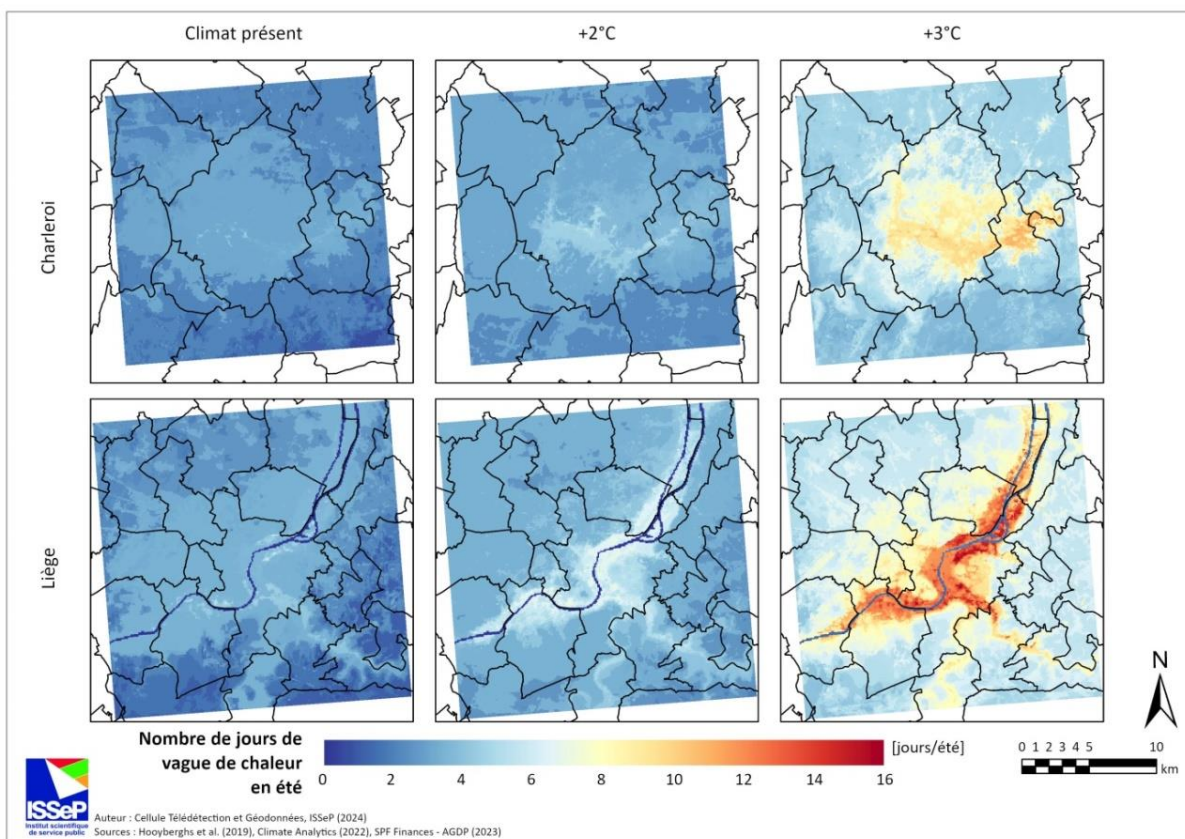 Climat présent
+2°C
+3°C
Charleroi
Liège
N
Nombre de jours de
vague de chaleur
en été
[jours/été]
0 2 4 6 8 10 12 14 16
0 1 2 3 4 5 10
km
ISSeP
Institut scientifique
de service public
Auteur : Cellule Télédétection et Géodonnées, ISSeP (2024)
Sources : Hooyberghs et al. (2019), Climate Analytics (2022), SPF Finances - AGDP (2023)